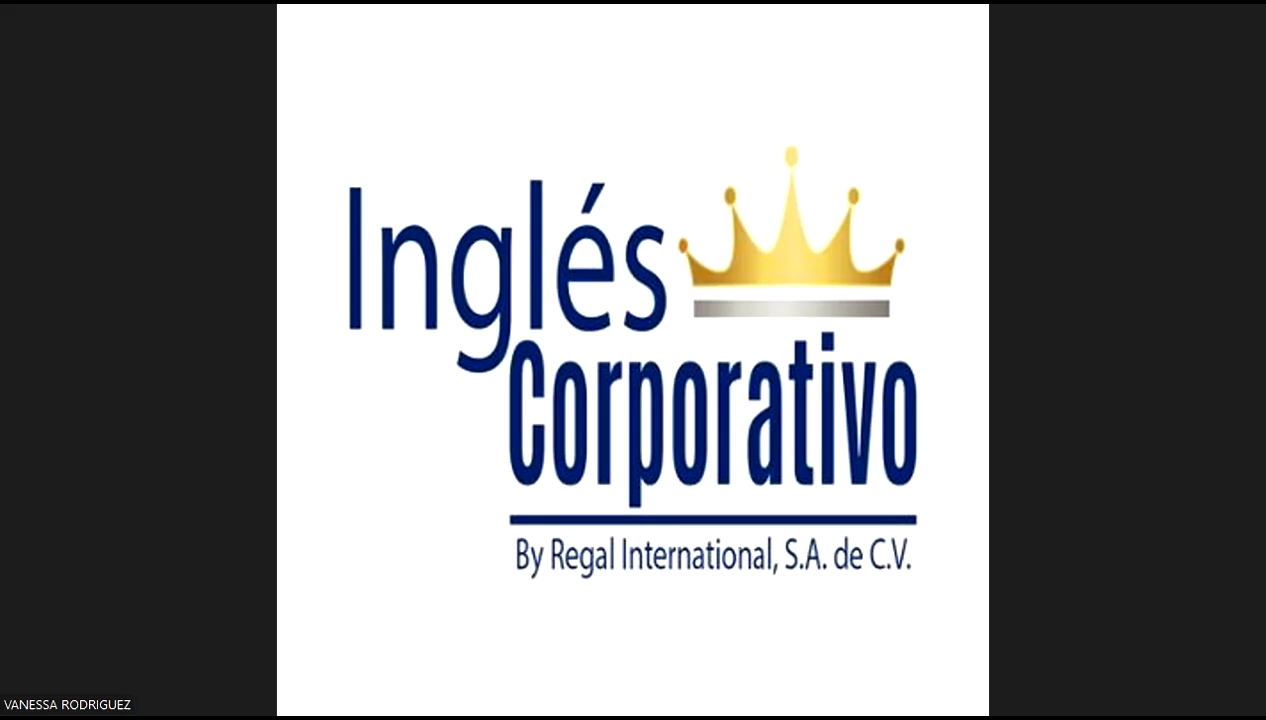 Inglés
Corporativo
By Regal International, S.A. de C.V.
VANESSA RODRIGUEZ